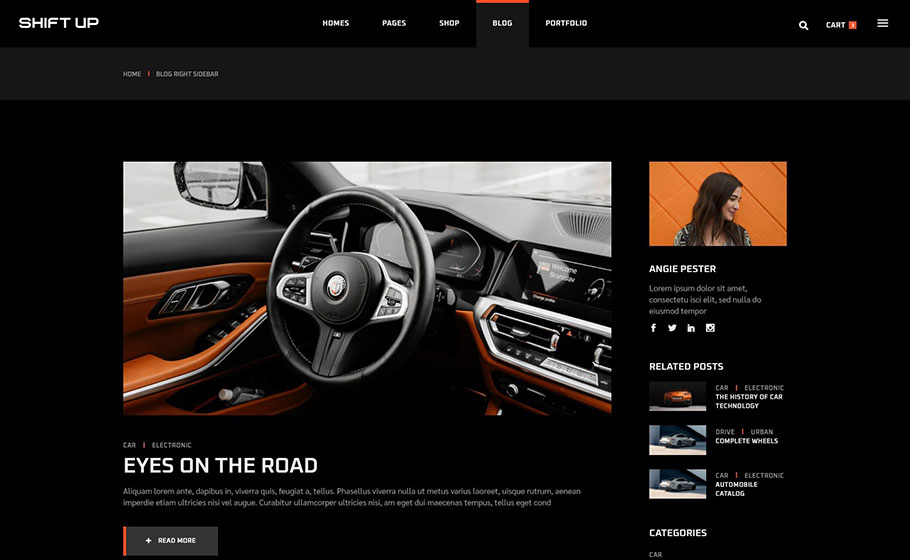 SHIFT UP
HOMES
PAGES
SHOP
BLOG
PORTFOLIO
CART 3
HOME | BLOG RIGHT SIDEBAR
Welcome
Branislav
Change profile
CAR | ELECTRONIC
EYES ON THE ROAD
Aliquam lorem ante, dapibus in, viverra quis, feugiat a, tellus. Phasellus viverra nulla ut metus varius laoreet, uisque rutrum, aenean
imperdie etiam ultricies nisi vel augue. Curabitur ullamcorper ultricies nisi, am eget dui maecenas tempus, tellus eget cond
+ READ MORE
ANGIE PESTER
Lorem ipsum dolor sit amet,
consectetu isci elit, sed nulla do
eiusmod tempor
RELATED POSTS
CAR | ELECTRONIC
THE HISTORY OF CAR
TECHNOLOGY
DRIVE | URBAN
COMPLETE WHEELS
CAR | ELECTRONIC
AUTOMOBILE
CATALOG
CATEGORIES
CAR